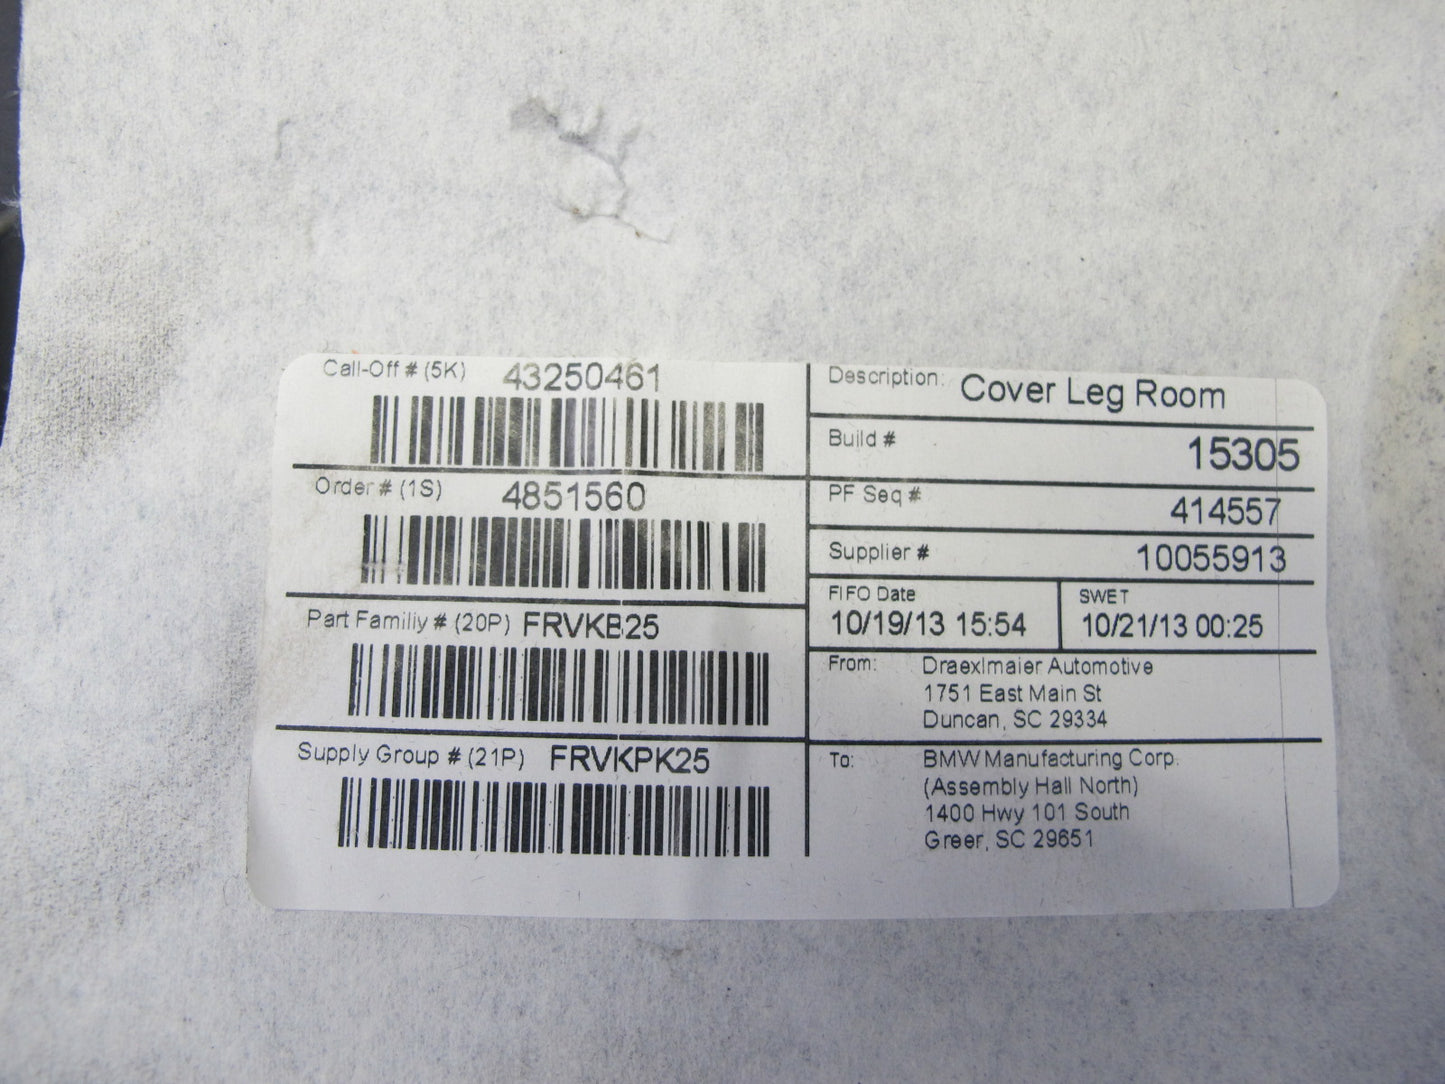 Call-Off # (5K) 43250461
Order # (1S) 4851560
Part Familiy # (20P) FRVKB25
Supply Group # (21P) FRVKPK25
Description: Cover Leg Room
Build # 15305
PF Seq # 414557
Supplier # 10055913
FIFO Date
10/19/13 15:54
SWET
10/21/13 00:25
From: Draexlmaier Automotive
1751 East Main St
Duncan, SC 29334
To: BMW Manufacturing Corp.
(Assembly Hall North)
1400 Hwy 101 South
Greer, SC 29651